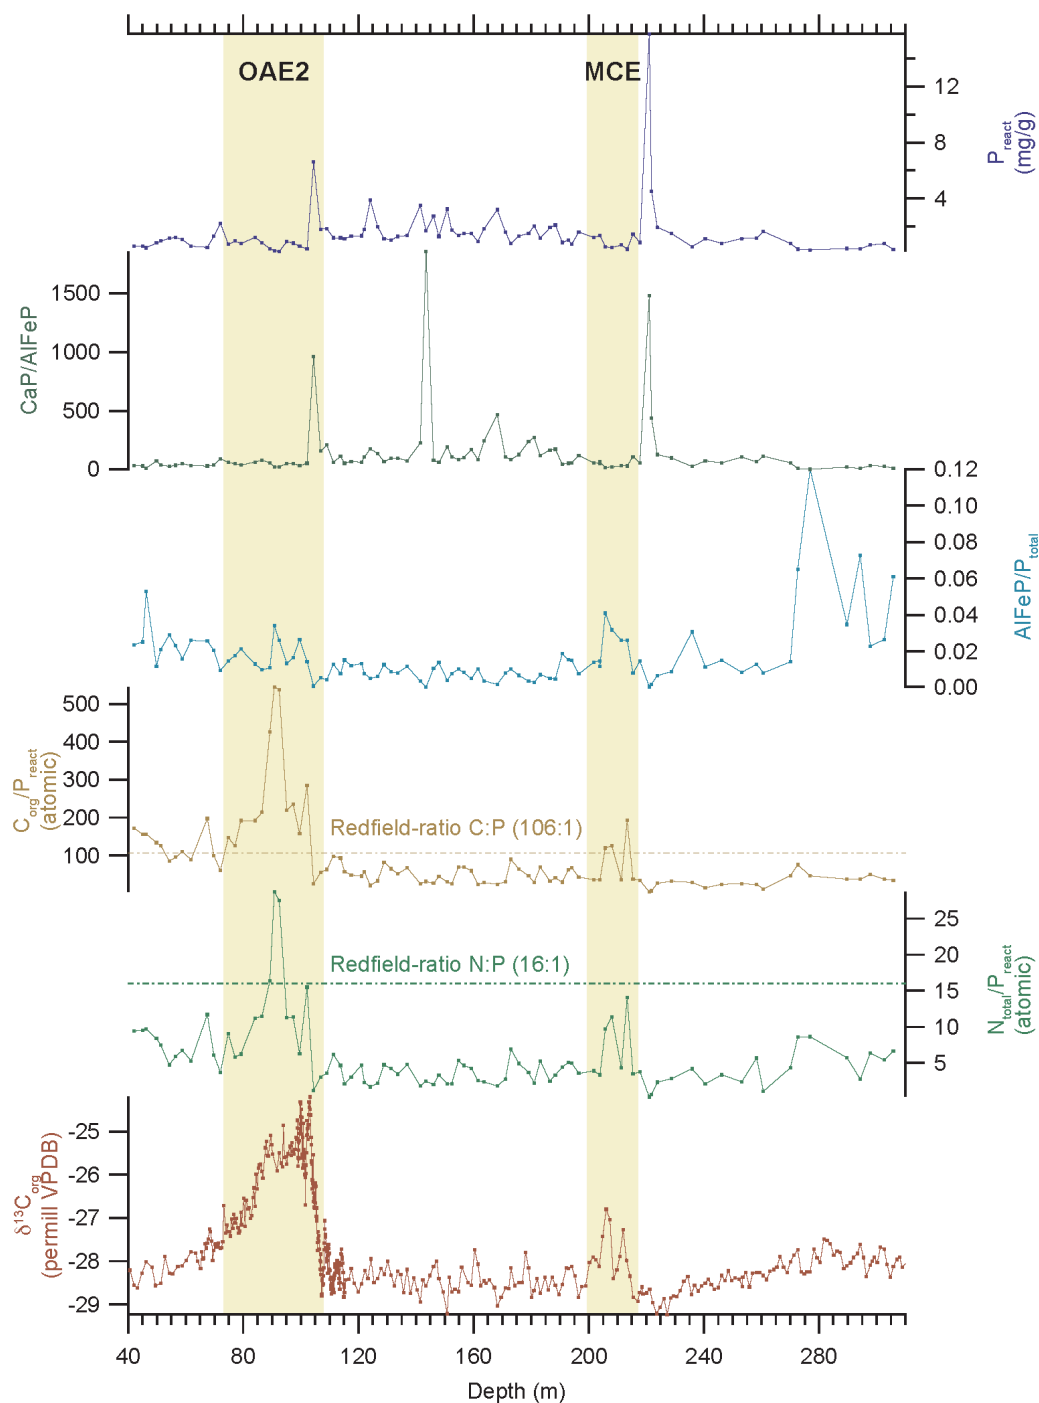 OAE2
MCE
12
8
4
P react
(mg/g)
1500
1000
500
0
CaP/AlFeP
0.12
0.10
0.08
0.06
0.04
0.02
0.00
AlFeP/P total
500
400
300
200
100
C org/P react
(atomic)
Redfield-ratio C:P (106:1)
25
20
15
10
5
N total/P react
(atomic)
Redfield-ratio N:P (16:1)
-25
-26
-27
-28
-29
δ13C org
(permill VPDB)
40 80 120 160 200 240 280
Depth (m)